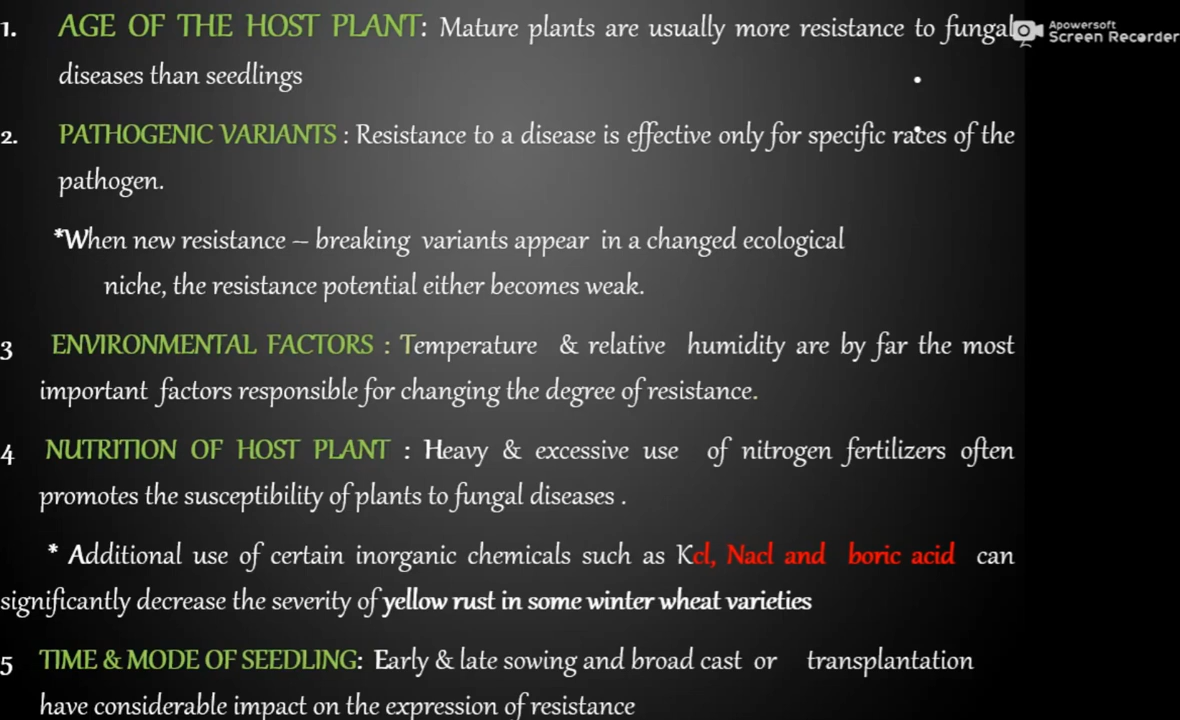 1. AGE OF THE HOST PLANT: Mature plants are usually more resistance to fungal
Apowersoft
Screen Recorder
diseases than seedlings
2. PATHOGENIC VARIANTS : Resistance to a disease is effective only for specific races of the
pathogen.
*When new resistance – breaking variants appear in a changed ecological
niche, the resistance potential either becomes weak.
3 ENVIRONMENTAL FACTORS : Temperature & relative humidity are by far the most
important factors responsible for changing the degree of resistance.
4 NUTRITION OF HOST PLANT : Heavy & excessive use of nitrogen fertilizers often
promotes the susceptibility of plants to fungal diseases .
* Additional use of certain inorganic chemicals such as Kcl, Nacl and boric acid can
significantly decrease the severity of yellow rust in some winter wheat varieties
5 TIME & MODE OF SEEDLING: Early & late sowing and broad cast or transplantation
have considerable impact on the expression of resistance